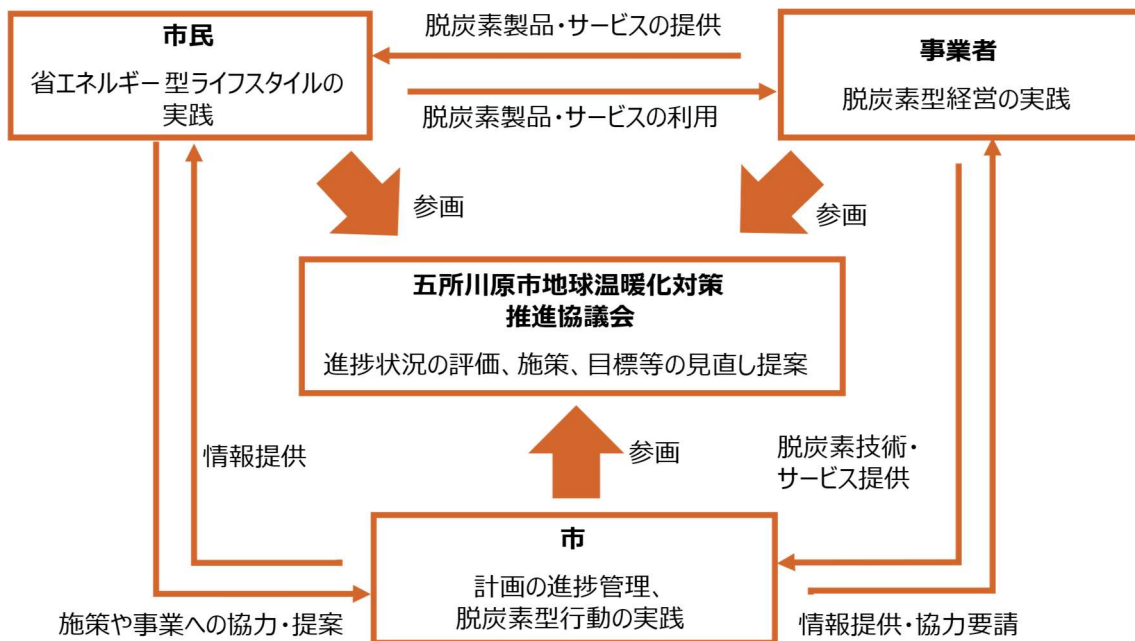 市民
省エネルギー型ライフスタイルの
実践
脱炭素製品・サービスの提供
脱炭素製品・サービスの利用
事業者
脱炭素型経営の実践
参画
参画
五所川原市地球温暖化対策
推進協議会
進捗状況の評価、施策、目標等の見直し提案
情報提供
参画
脱炭素技術・
サービス提供
市
計画の進捗管理、
脱炭素型行動の実践
施策や事業への協力・提案
情報提供・協力要請